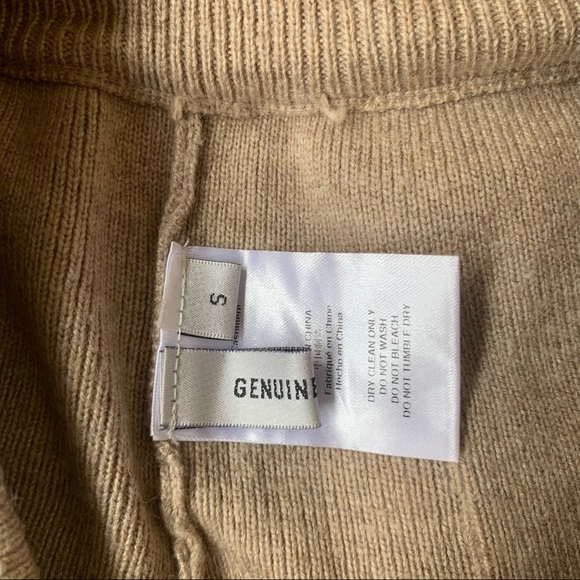 S
GENUINE
CHINA
Fabriqué en Chine
Hecho en China
DRY CLEAN ONLY
DO NOT WASH
DO NOT BLEACH
DO NOT TUMBLE DRY